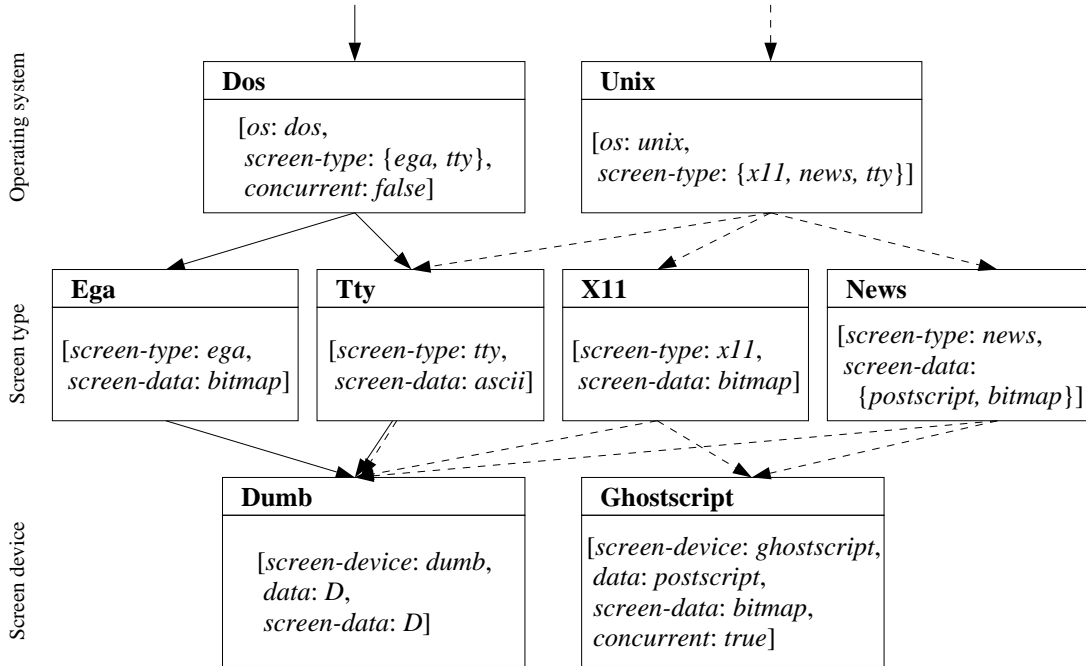 Operating system
Dos
[os: dos,
screen-type: {ega, tty},
concurrent: false]
Unix
[os: unix,
screen-type: {x11, news, tty}]
Screen type
Ega
[screen-type: ega,
screen-data: bitmap]
Tty
[screen-type: tty,
screen-data: ascii]
X11
[screen-type: x11,
screen-data: bitmap]
News
[screen-type: news,
screen-data:
{postscript, bitmap}]
Screen device
Dumb
[screen-device: dumb,
data: D,
screen-data: D]
Ghostscript
[screen-device: ghostscript,
data: postscript,
screen-data: bitmap,
concurrent: true]